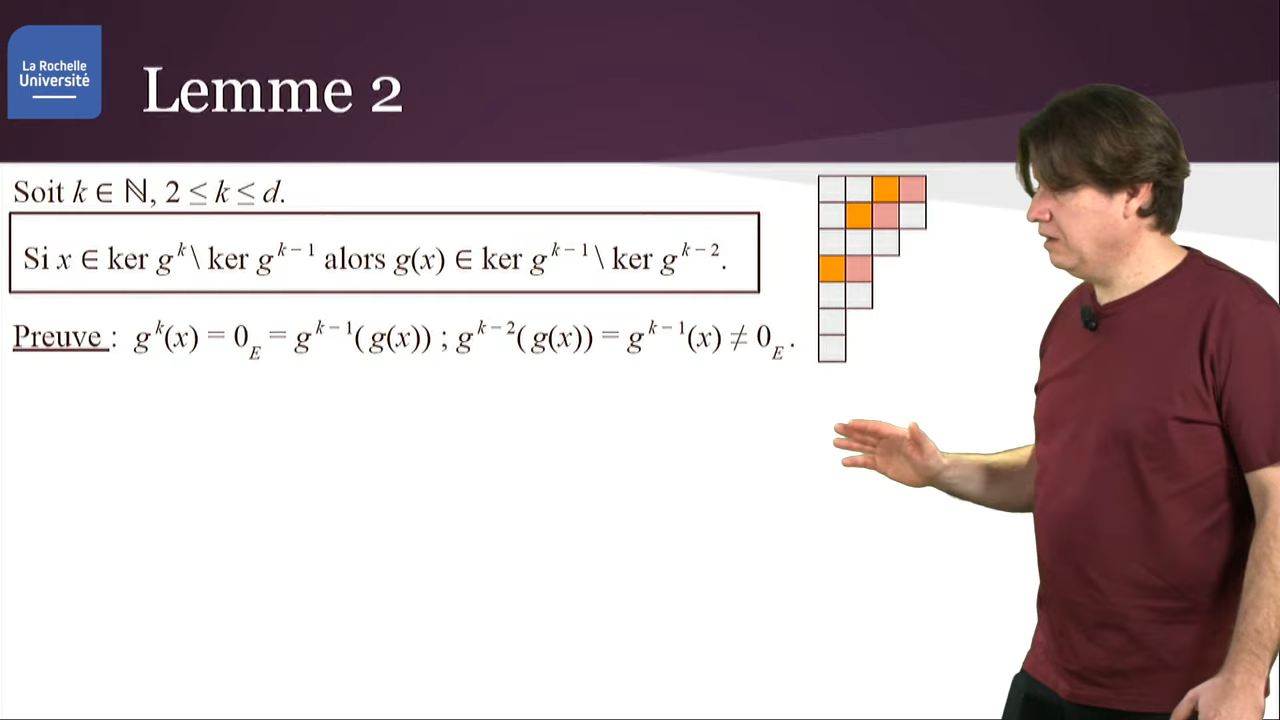 La Rochelle
Université
Lemme 2
Soit k ∈ ℕ, 2 ≤ k ≤ d.
Si x ∈ ker g^k \ ker g^{k−1} alors g(x) ∈ ker g^{k−1} \ ker g^{k−2}.
Preuve : g^k(x) = 0_E = g^{k−1}(g(x)) ; g^{k−2}(g(x)) = g^{k−1}(x) ≠ 0_E.